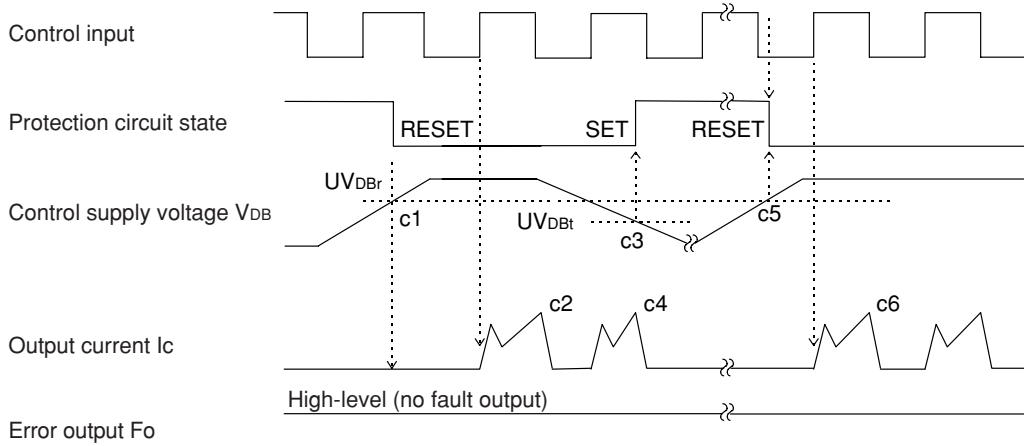 Control input
Protection circuit state
RESET
SET
RESET
UVDBr
c1
Control supply voltage VDB
UVDBt
c3
c5
c2
c4
c6
Output current Ic
High-level (no fault output)
Error output Fo